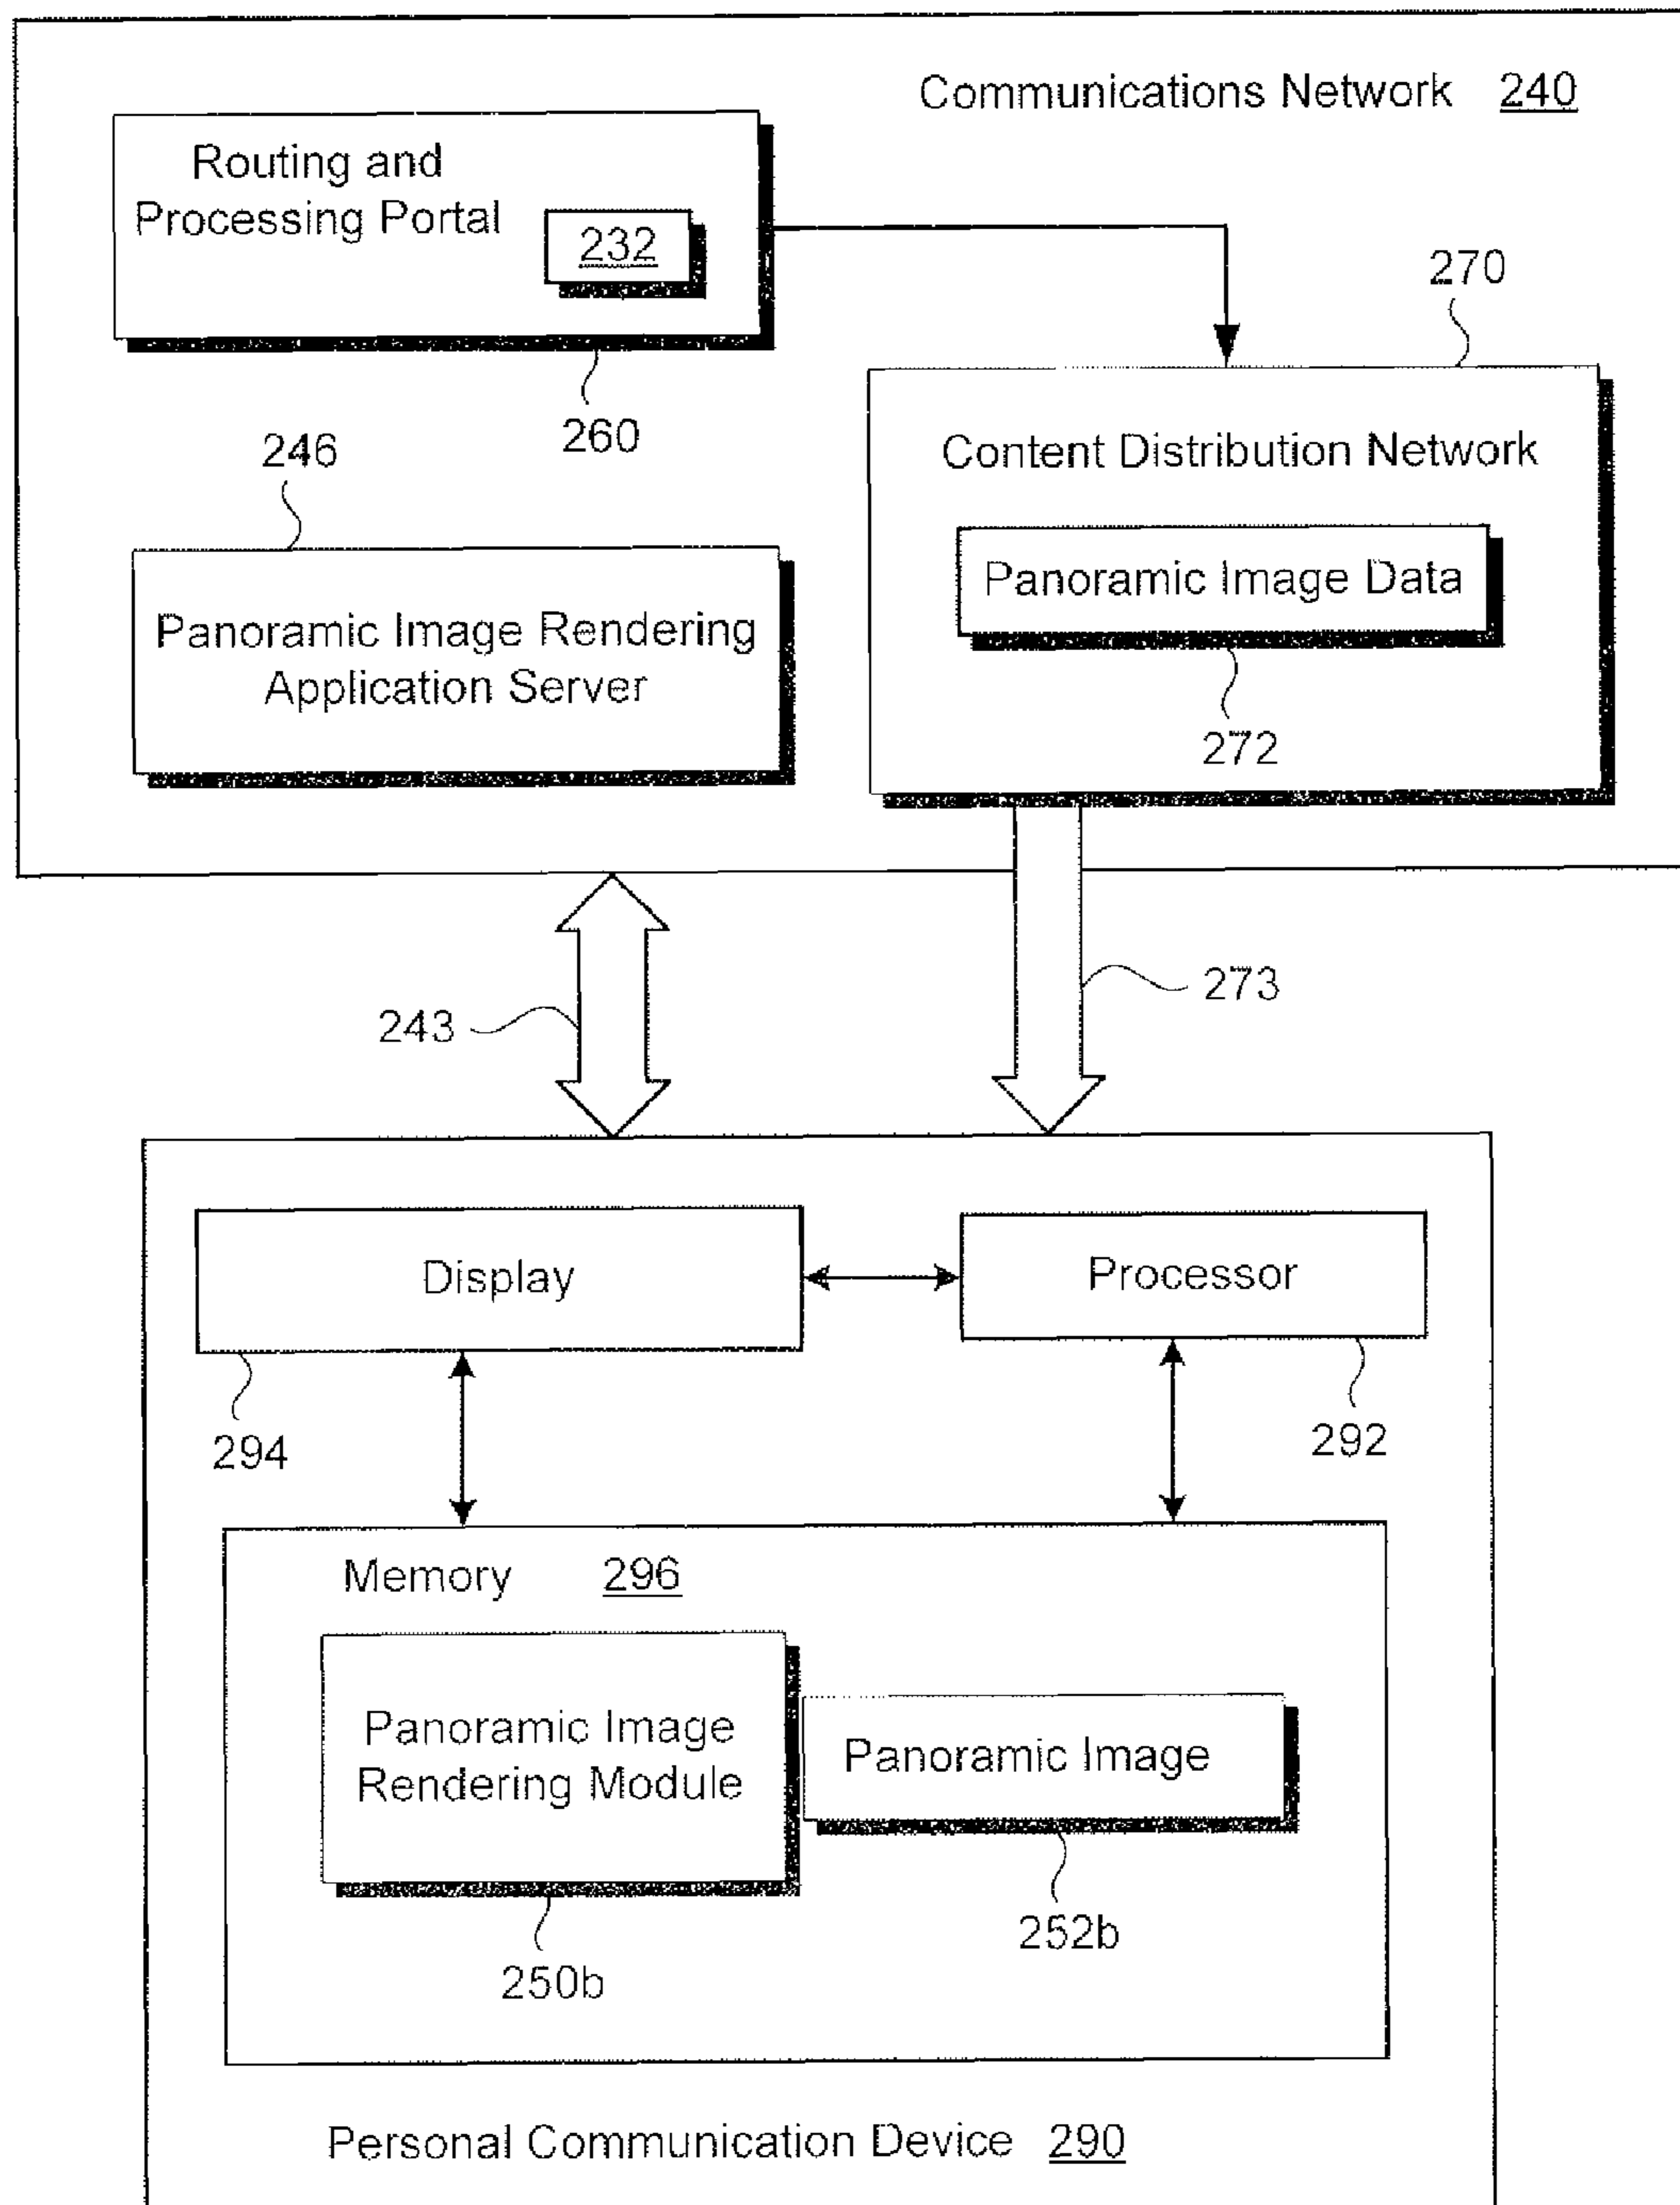 Communications Network 240
Routing and
Processing Portal
232
260
270
Content Distribution Network
Panoramic Image Data
272
246
Panoramic Image Rendering
Application Server
243
273
Display
Processor
294
292
Memory 296
Panoramic Image
Rendering Module
Panoramic Image
252b
250b
Personal Communication Device 290